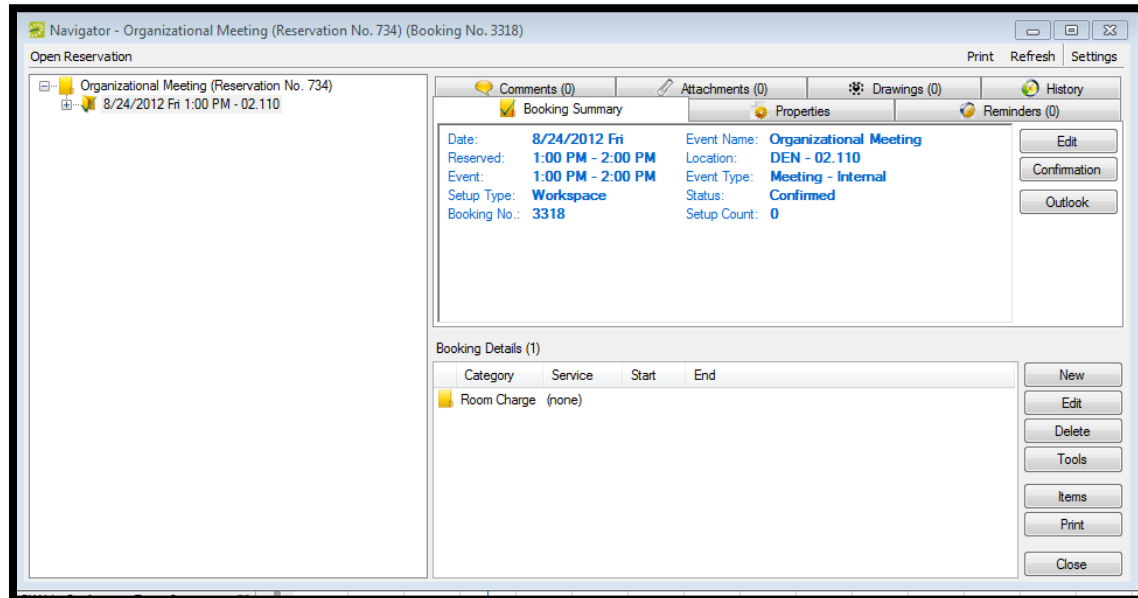 Navigator - Organizational Meeting (Reservation No. 734) (Booking No. 3318)
Open Reservation Print Refresh Settings
Organizational Meeting (Reservation No. 734)
8/24/2012 Fri 1:00 PM - 02.110
Comments (0) Attachments (0) Drawings (0) History
Booking Summary Properties Reminders (0)
Date: 8/24/2012 Fri Event Name: Organizational Meeting
Reserved: 1:00 PM - 2:00 PM Location: DEN - 02.110
Event: 1:00 PM - 2:00 PM Event Type: Meeting - Internal
Setup Type: Workspace Status: Confirmed
Booking No.: 3318 Setup Count: 0
Edit
Confirmation
Outlook
Booking Details (1)
Category Service Start End
Room Charge (none)
New
Edit
Delete
Tools
Items
Print
Close